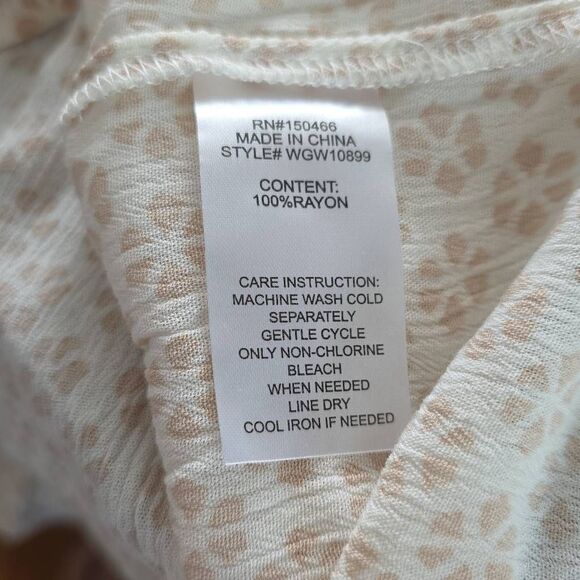 RN#150466
MADE IN CHINA
STYLE# WGW10899
CONTENT:
100%RAYON
CARE INSTRUCTION:
MACHINE WASH COLD
SEPARATELY
GENTLE CYCLE
ONLY NON-CHLORINE
BLEACH
WHEN NEEDED
LINE DRY
COOL IRON IF NEEDED